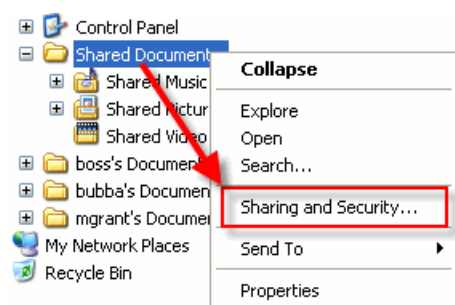 Control Panel
Shared Document
Shared Music
Shared Pictur
Shared Video
boss's Documen
bubba's Documen
mgrant's Documen
My Network Places
Recycle Bin
Collapse
Explore
Open
Search...
Sharing and Security...
Send To
Properties